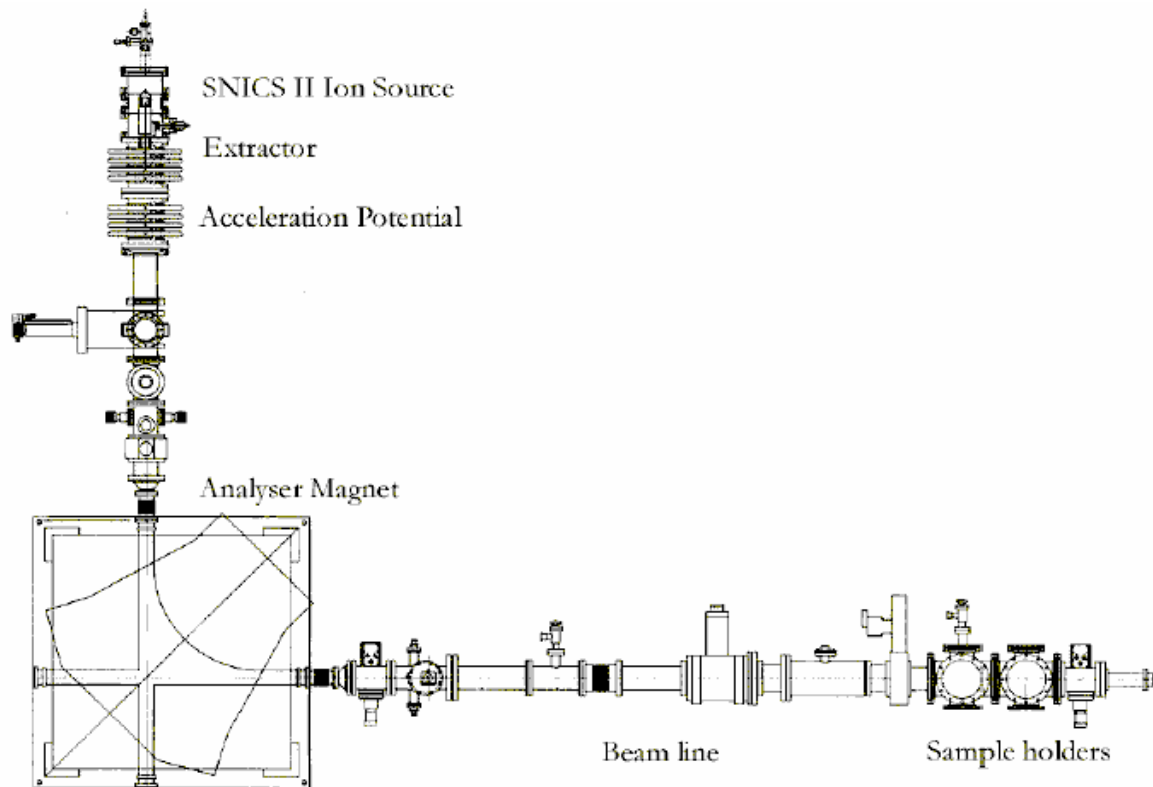 SNICS II Ion Source
Extractor
Acceleration Potential
Analyser Magnet
Beam line
Sample holders